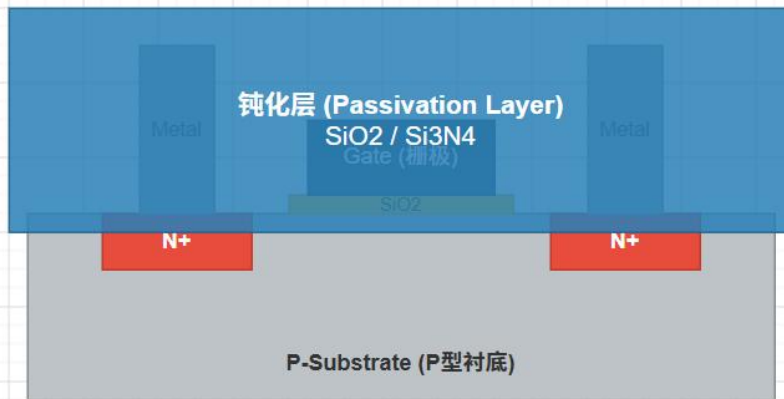 钝化层 (Passivation Layer)
SiO2 / Si3N4
Metal
Metal
Gate (栅极)
SiO2
N+
N+
P-Substrate (P型衬底)